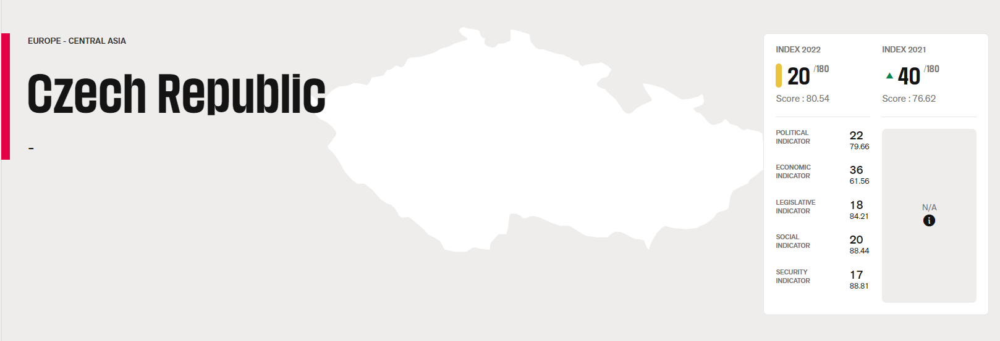 EUROPE - CENTRAL ASIA
Czech Republic
-
INDEX 2022
20 /180
Score : 80.54
INDEX 2021
▲ 40 /180
Score : 76.62
POLITICAL
INDICATOR
22
79.66
ECONOMIC
INDICATOR
36
61.56
LEGISLATIVE
INDICATOR
18
84.21
SOCIAL
INDICATOR
20
88.44
SECURITY
INDICATOR
17
88.81
N/A
i